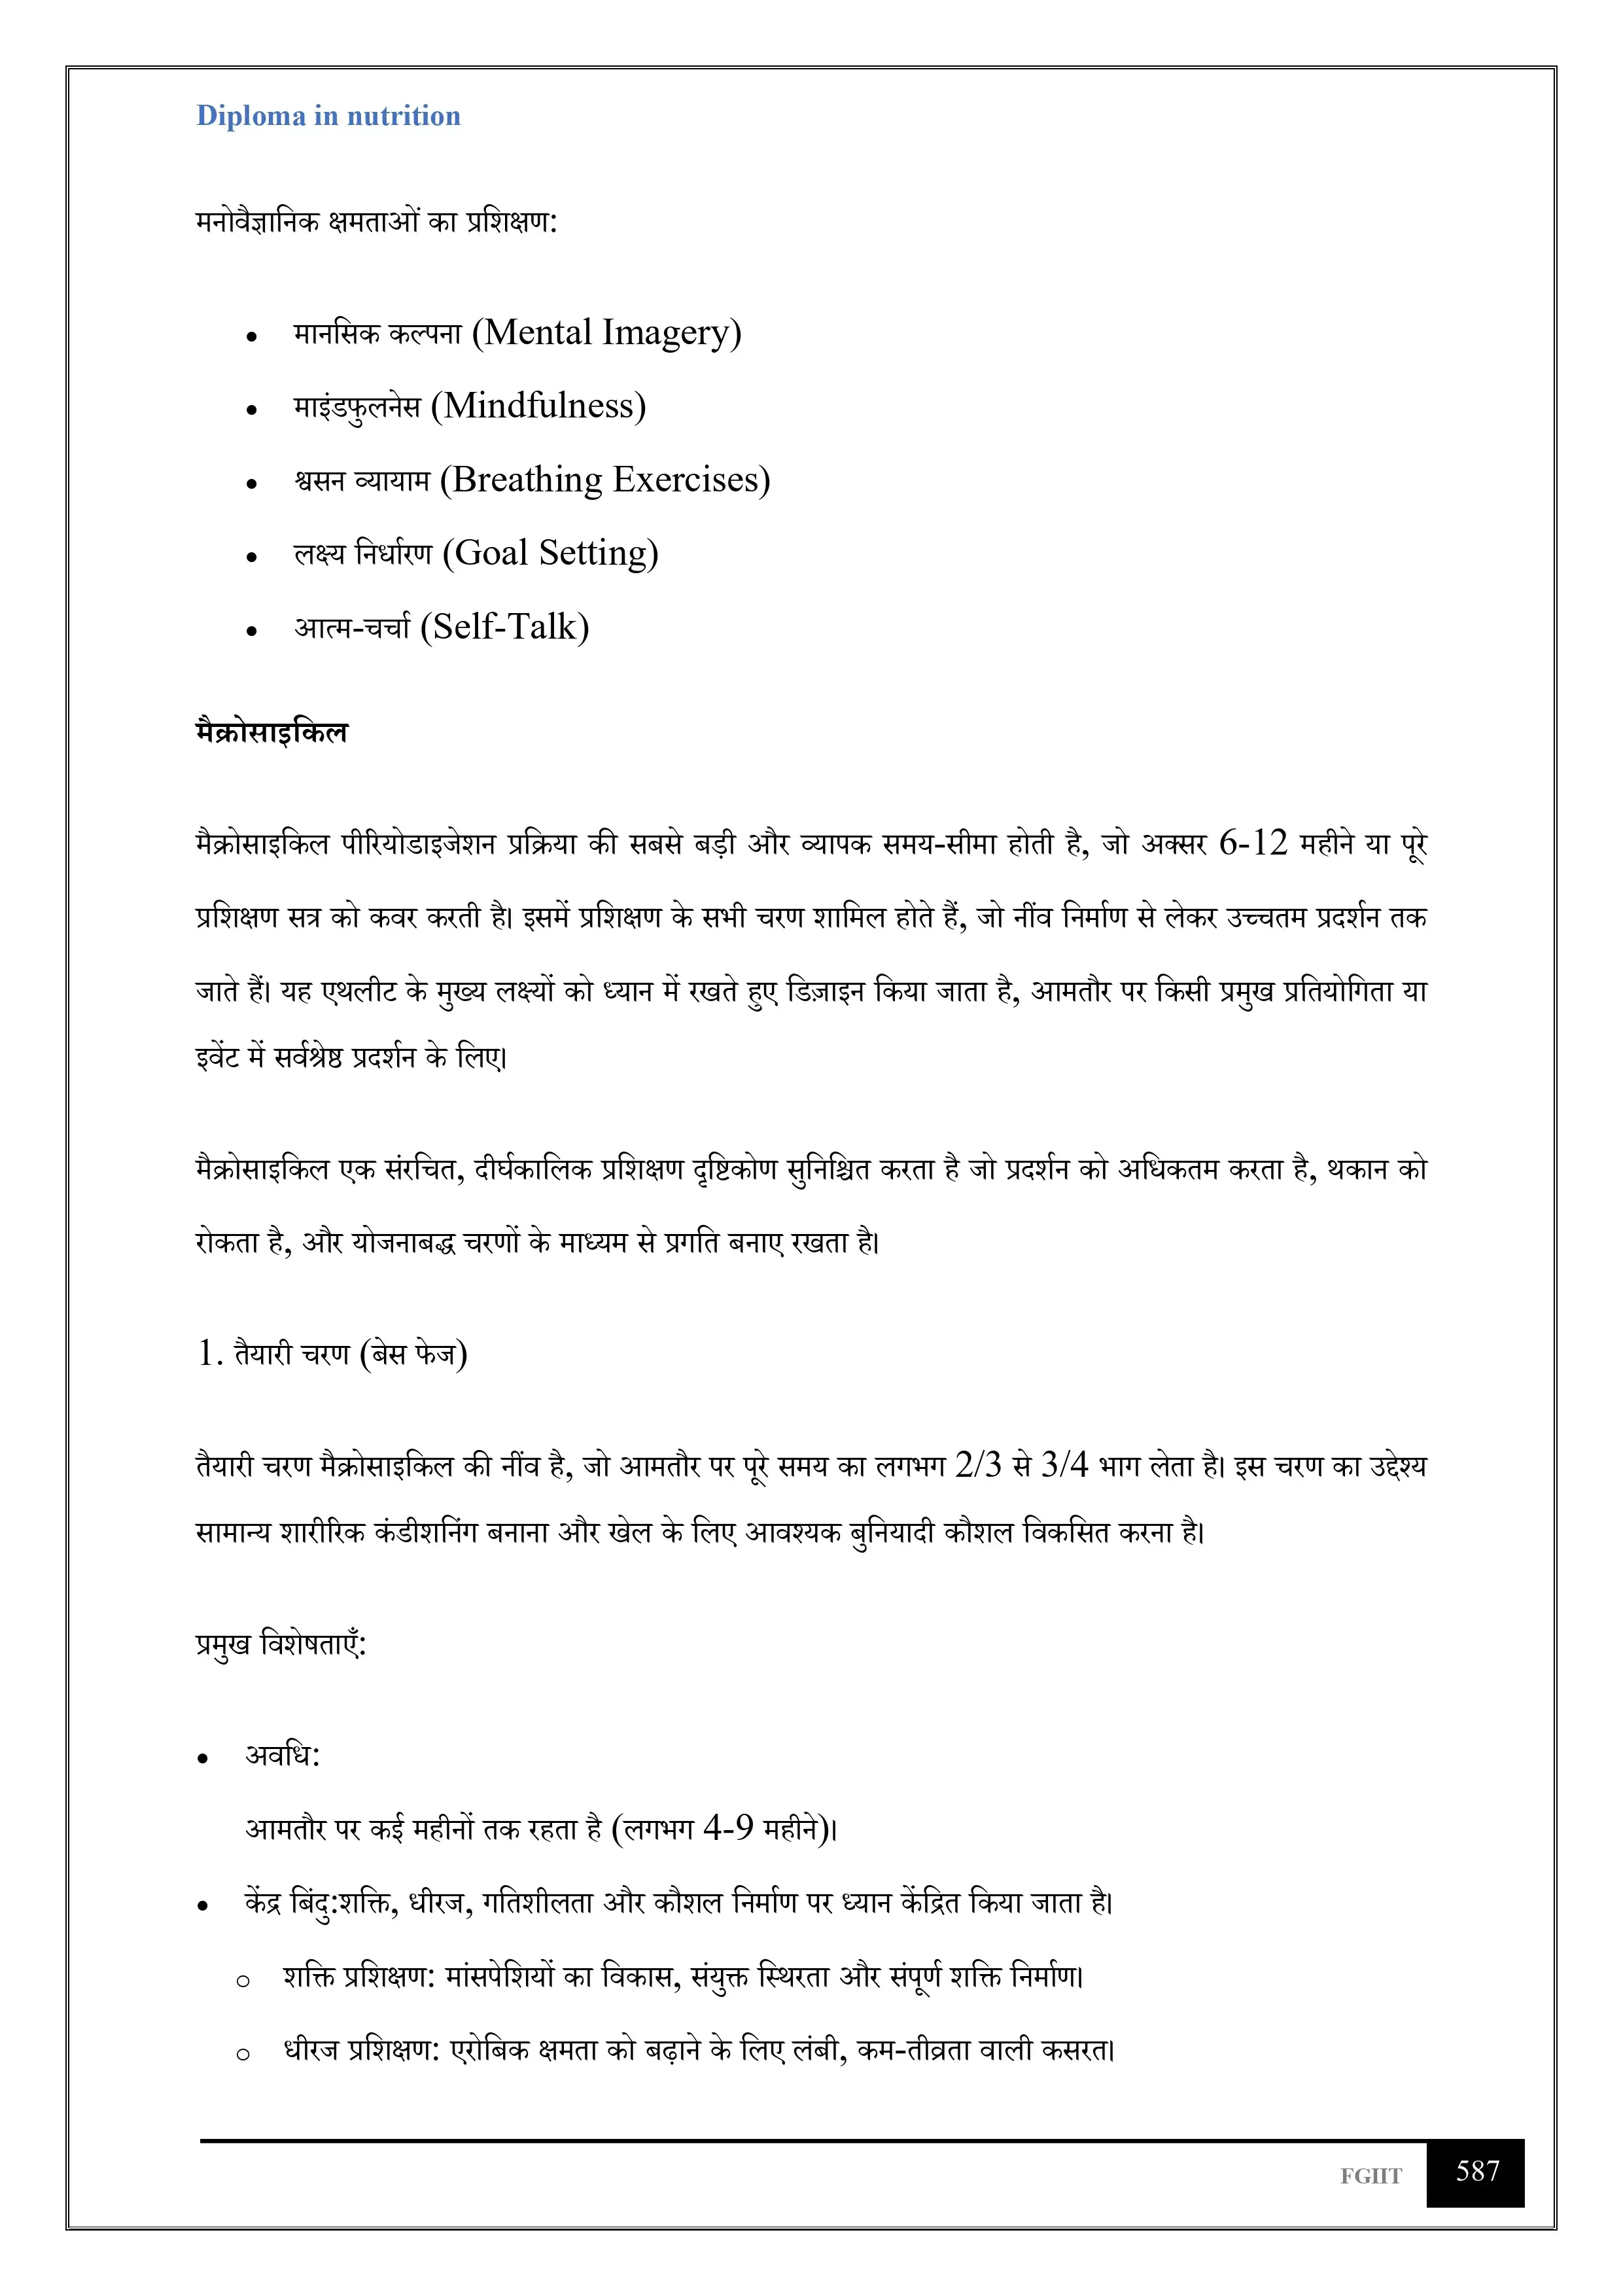 Diploma in nutrition
मनोवैज्ञानिक क्षमताओं का प्रशिक्षण:
• मानसिक कल्पना (Mental Imagery)
• माइंडफुलनेस (Mindfulness)
• श्वसन व्यायाम (Breathing Exercises)
• लक्ष्य निर्धारण (Goal Setting)
• आत्म-चर्चा (Self-Talk)
मैक्रोसाइकिल
मैक्रोसाइकिल पीरियोडाइजेशन प्रक्रिया की सबसे बड़ी और व्यापक समय-सीमा होती है, जो अक्सर 6-12 महीने या पूरे
प्रशिक्षण सत्र को कवर करती है। इसमें प्रशिक्षण के सभी चरण शामिल होते हैं, जो नींव निर्माण से लेकर उच्चतम प्रदर्शन तक
जाते हैं। यह एथलीट के मुख्य लक्ष्यों को ध्यान में रखते हुए डिज़ाइन किया जाता है, आमतौर पर किसी प्रमुख प्रतियोगिता या
इवेंट में सर्वश्रेष्ठ प्रदर्शन के लिए।
मैक्रोसाइकिल एक संरचित, दीर्घकालिक प्रशिक्षण दृष्टिकोण सुनिश्चित करता है जो प्रदर्शन को अधिकतम करता है, थकान को
रोकता है, और योजनाबद्ध चरणों के माध्यम से प्रगति बनाए रखता है।
1. तैयारी चरण (बेस फेज)
तैयारी चरण मैक्रोसाइकिल की नींव है, जो आमतौर पर पूरे समय का लगभग 2/3 से 3/4 भाग लेता है। इस चरण का उद्देश्य
सामान्य शारीरिक कंडीशनिंग बनाना और खेल के लिए आवश्यक बुनियादी कौशल विकसित करना है।
प्रमुख विशेषताएँ:
• अवधि:
आमतौर पर कई महीनों तक रहता है (लगभग 4-9 महीने)।
• केंद्र बिंदु:शक्ति, धीरज, गतिशीलता और कौशल निर्माण पर ध्यान केंद्रित किया जाता है।
o शक्ति प्रशिक्षण: मांसपेशियों का विकास, संयुक्त स्थिरता और संपूर्ण शक्ति निर्माण।
o धीरज प्रशिक्षण: एरोबिक क्षमता को बढ़ाने के लिए लंबी, कम-तीव्रता वाली कसरत।
FGIIT 587